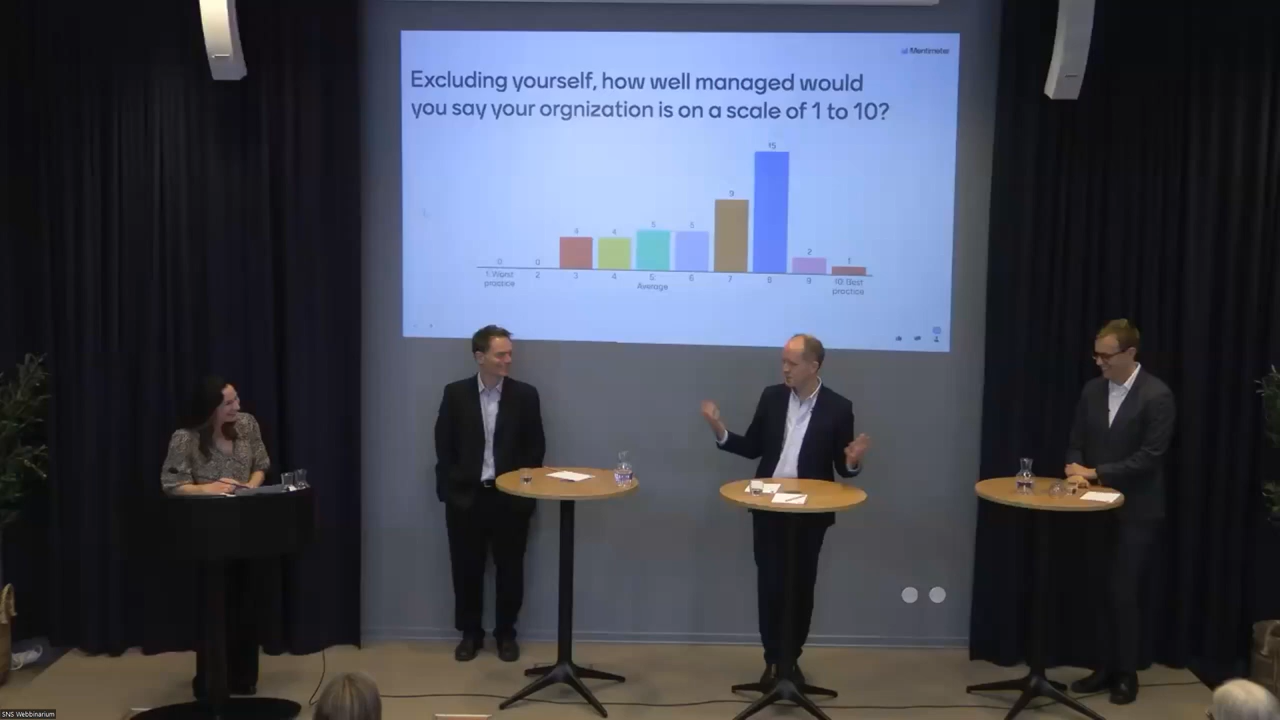 Mentimeter
Excluding yourself, how well managed would
you say your orgnization is on a scale of 1 to 10?
15
9
5 5
4 4
2
1
0 0
1: Worst practice 2 3 4 5: Average 6 7 8 9 10: Best practice
SNS Webbinarium